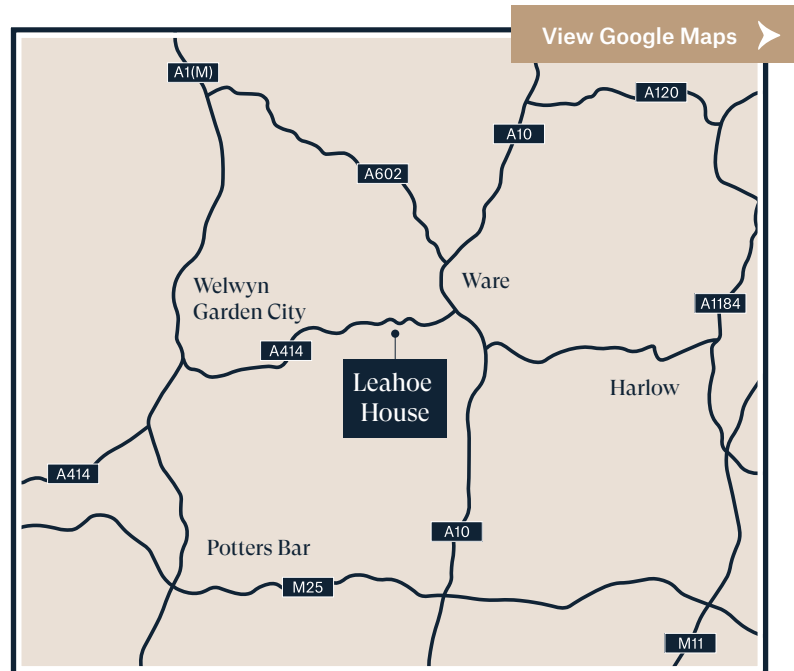 View Google Maps
A1(M)
A120
A10
A602
Welwyn
Garden City
Ware
A1184
A414
Leahoe
House
Harlow
A414
A10
Potters Bar
M25
M11